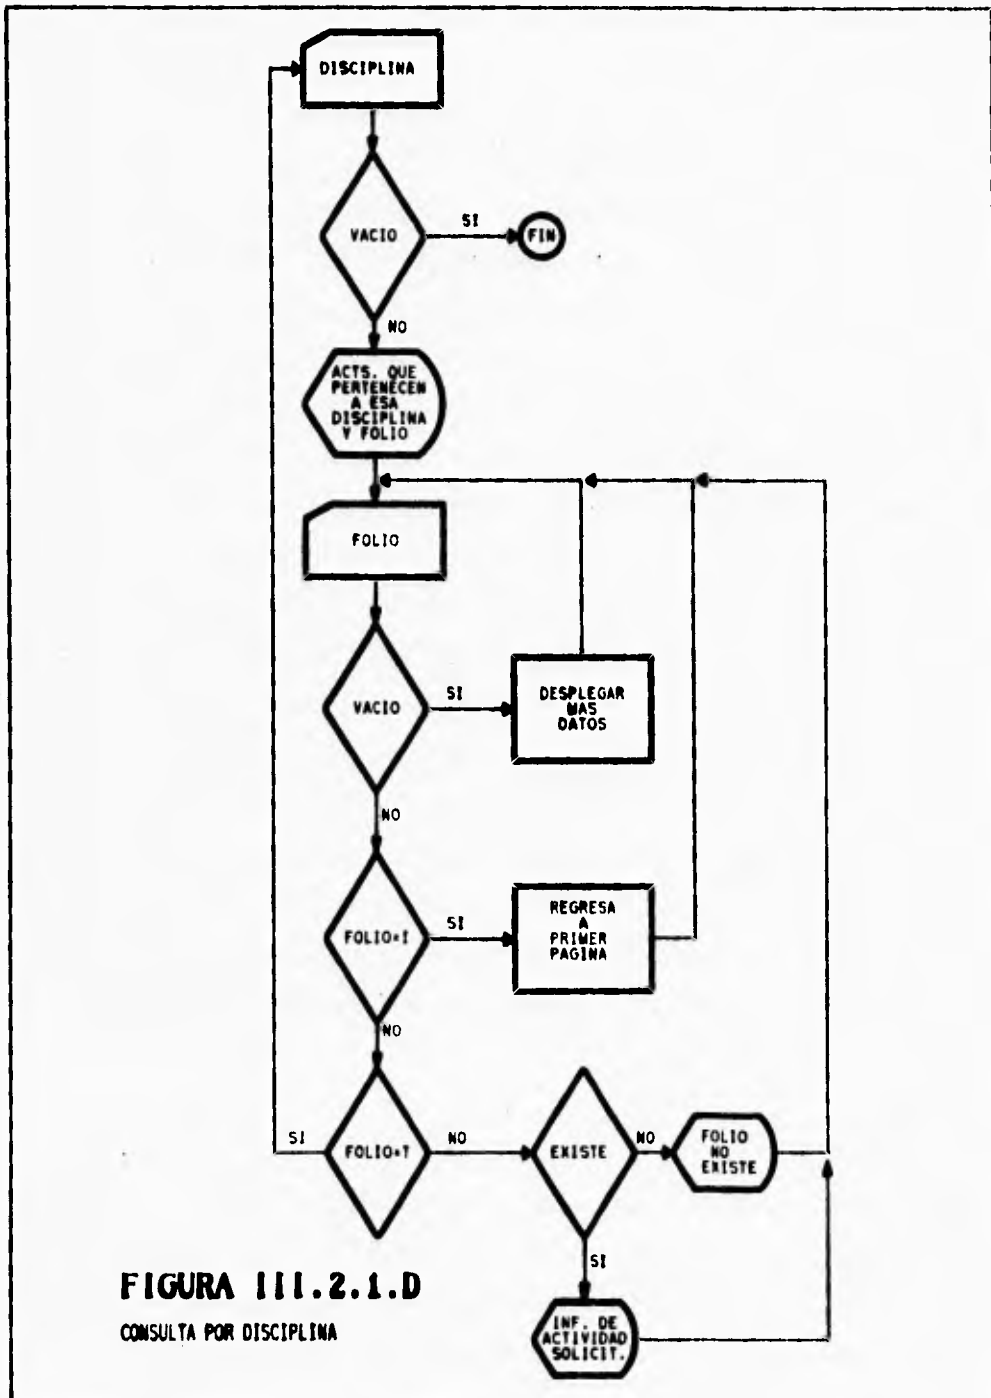 DISCIPLINA
VACIO
SI
FIN
NO
ACTS. QUE
PERTENECEN
A ESA
DISCIPLINA
Y FOLIO
FOLIO
VACIO
SI
DESPLEGAR
MAS
DATOS
NO
FOLIO=I
SI
REGRESA
A
PRIMER
PAGINA
NO
SI
FOLIO=T
NO
EXISTE
NO
FOLIO
NO
EXISTE
SI
INF. DE
ACTIVIDAD
SOLICIT.
FIGURA III.2.1.D
CONSULTA POR DISCIPLINA